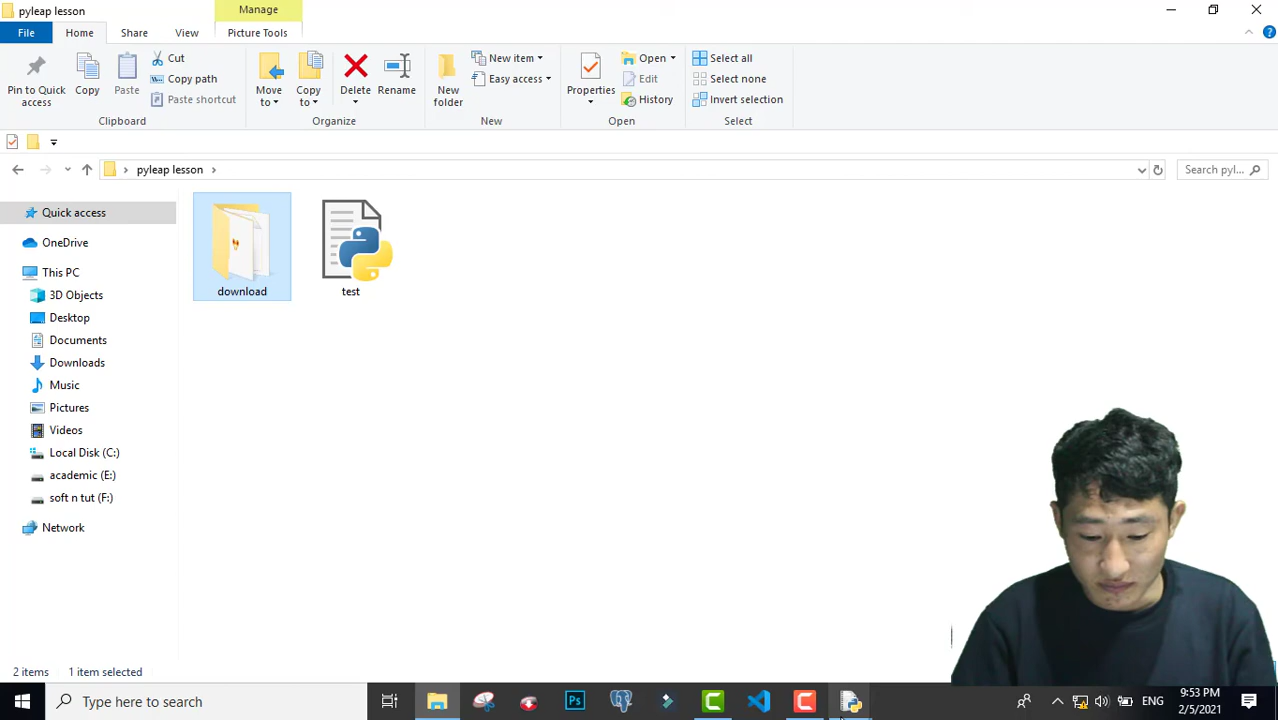 pyleap lesson
Manage
File
Home
Share
View
Picture Tools
Pin to Quick access
Copy
Paste
Cut
Copy path
Paste shortcut
Clipboard
Move to
Copy to
Delete
Rename
Organize
New folder
New item
Easy access
New
Properties
Open
Edit
History
Open
Select all
Select none
Invert selection
Select
pyleap lesson
Search pyl...
Quick access
OneDrive
This PC
3D Objects
Desktop
Documents
Downloads
Music
Pictures
Videos
Local Disk (C:)
academic (E:)
soft n tut (F:)
Network
download
test
2 items
1 item selected
Type here to search
Ps
ENG
9:53 PM
2/5/2021